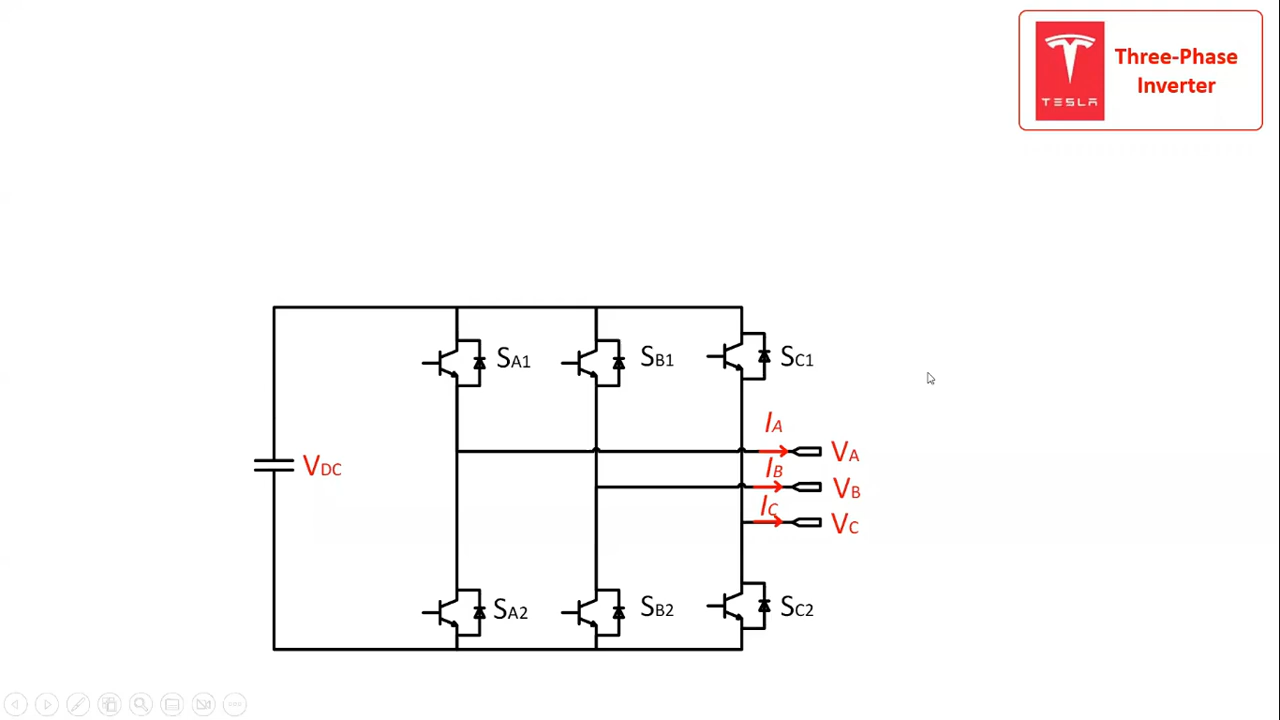 Three-Phase
Inverter
TESLA
SA1
SB1
SC1
IA
VA
VDC
IB
VB
IC
VC
SA2
SB2
SC2